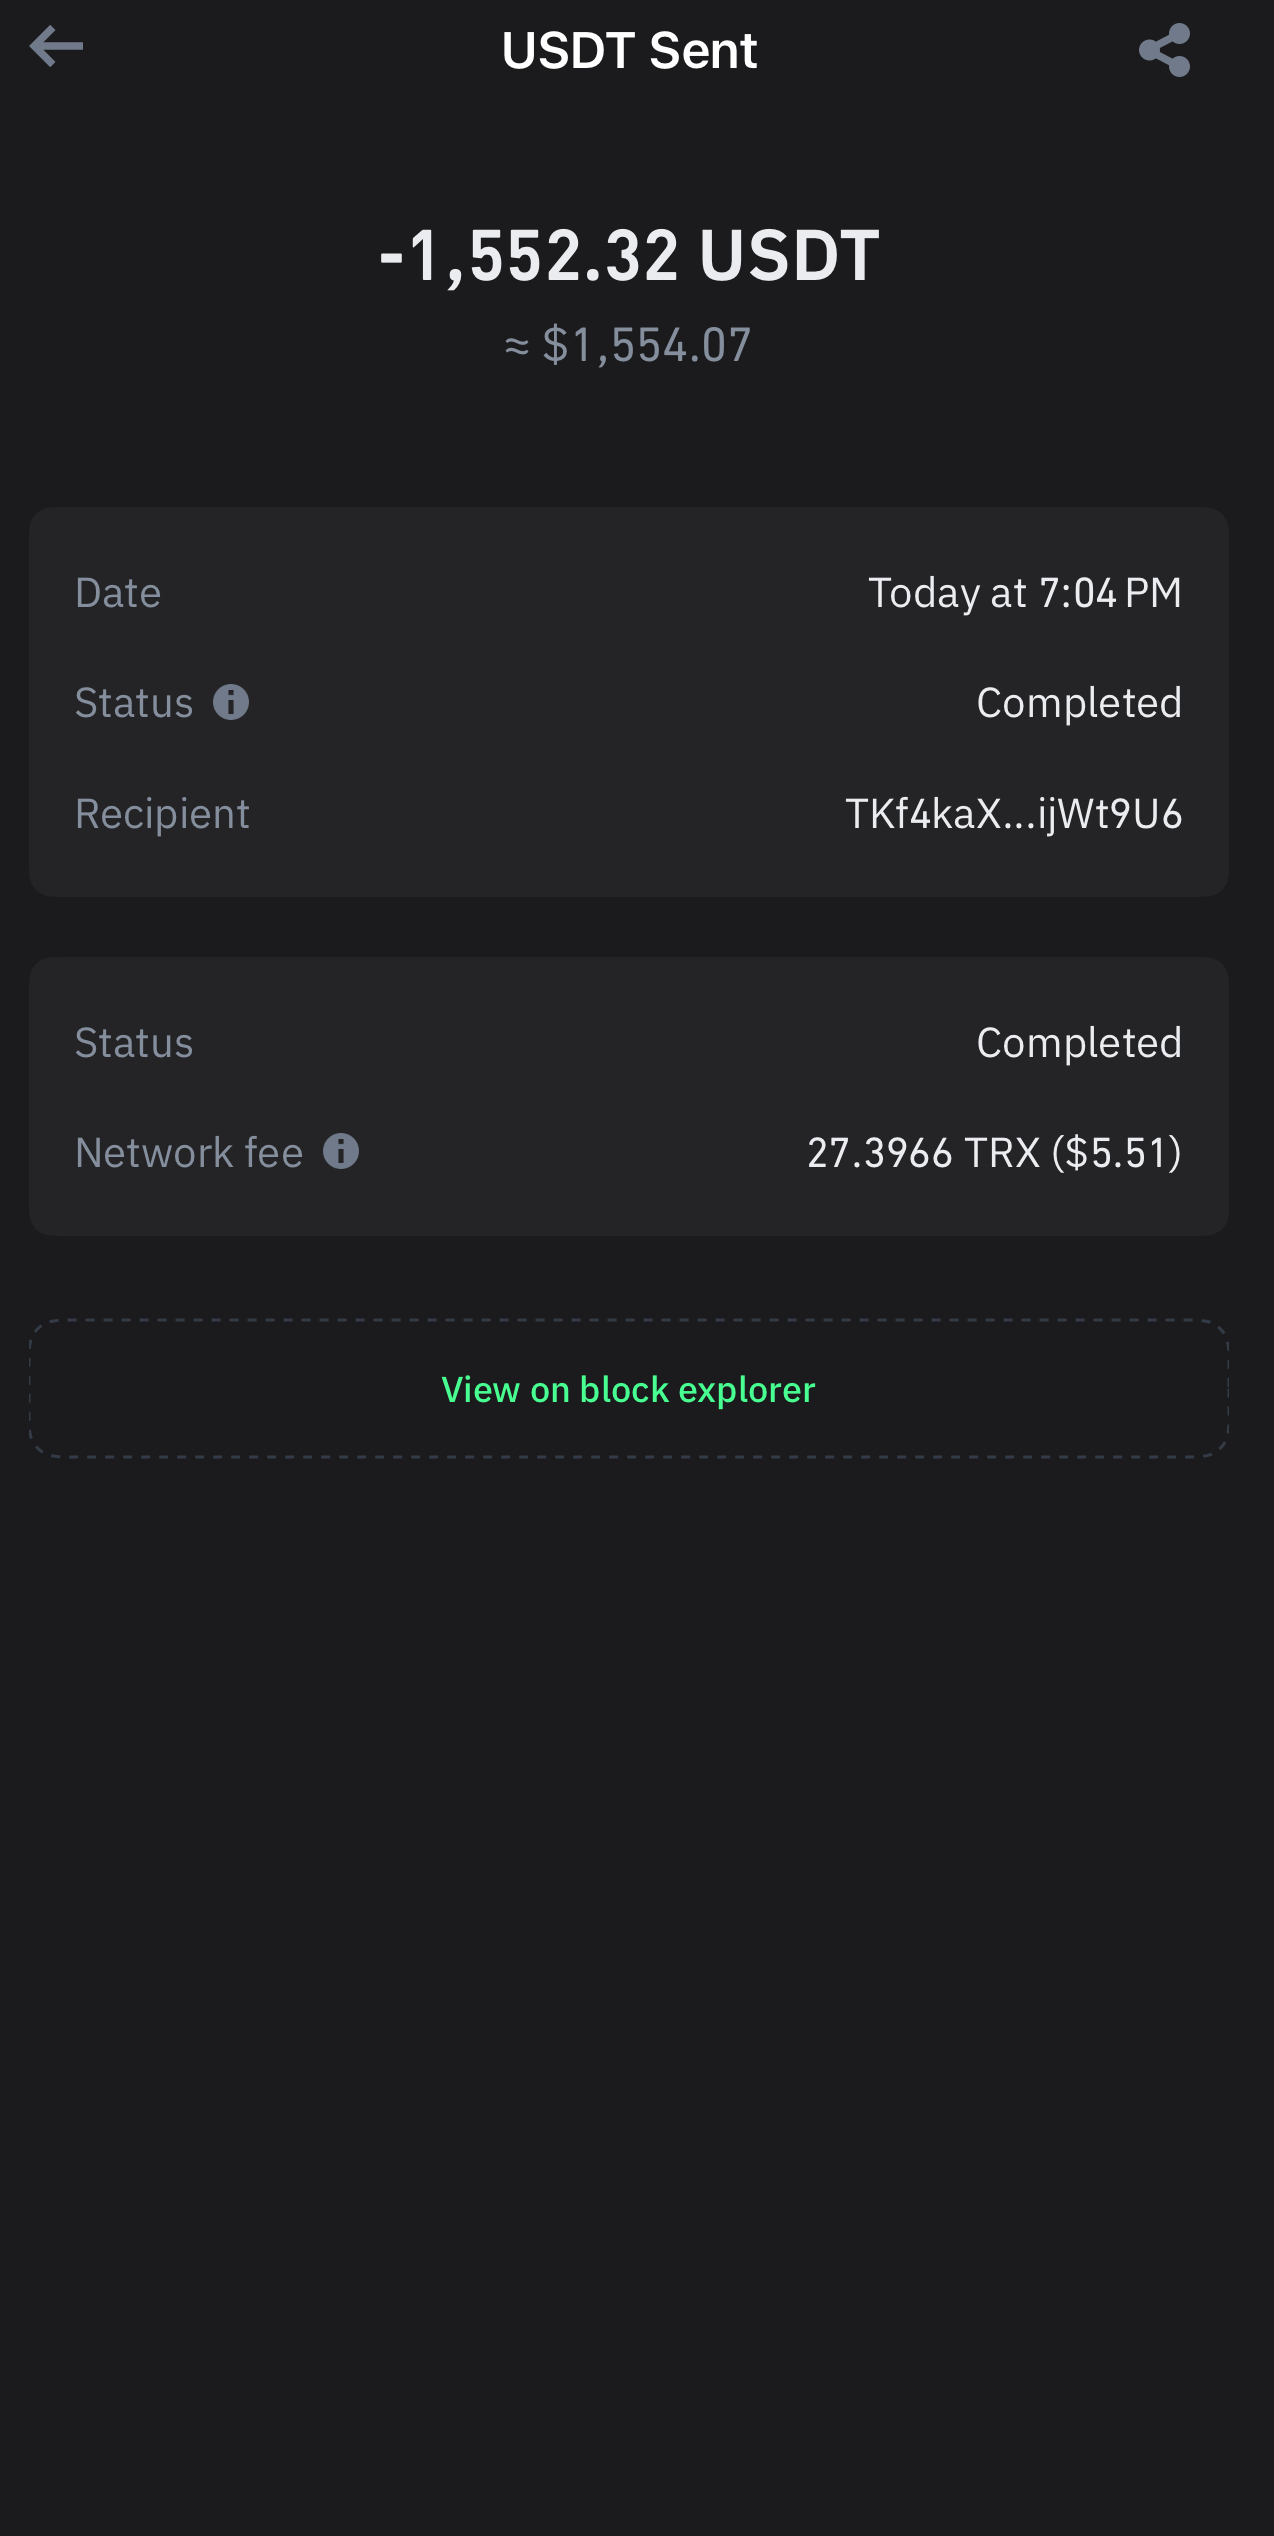 USDT Sent
-1,552.32 USDT
≈ $1,554.07
Date Today at 7:04 PM
Status Completed
Recipient TKf4kaX...ijWt9U6
Status Completed
Network fee 27.3966 TRX ($5.51)
View on block explorer